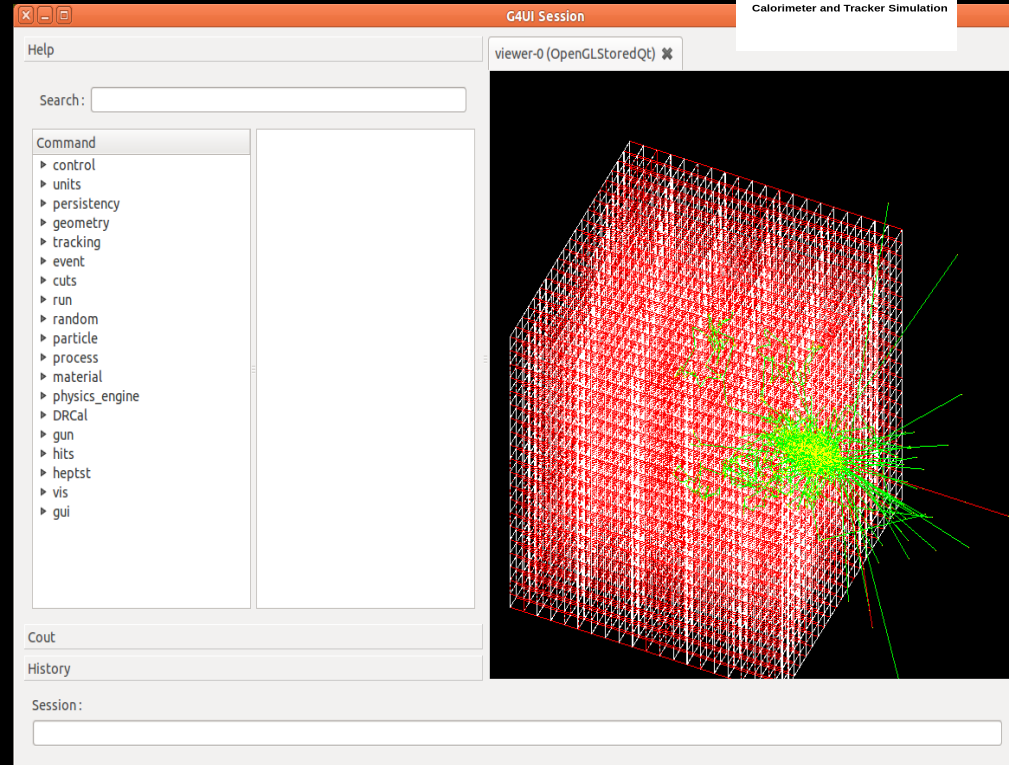 G4UI Session
Calorimeter and Tracker Simulation
Help
viewer-0 (OpenGLStoredQt)
Search :
Command
control
units
persistency
geometry
tracking
event
cuts
run
random
particle
process
material
physics_engine
DRCal
gun
hits
heptst
vis
gui
Cout
History
Session :